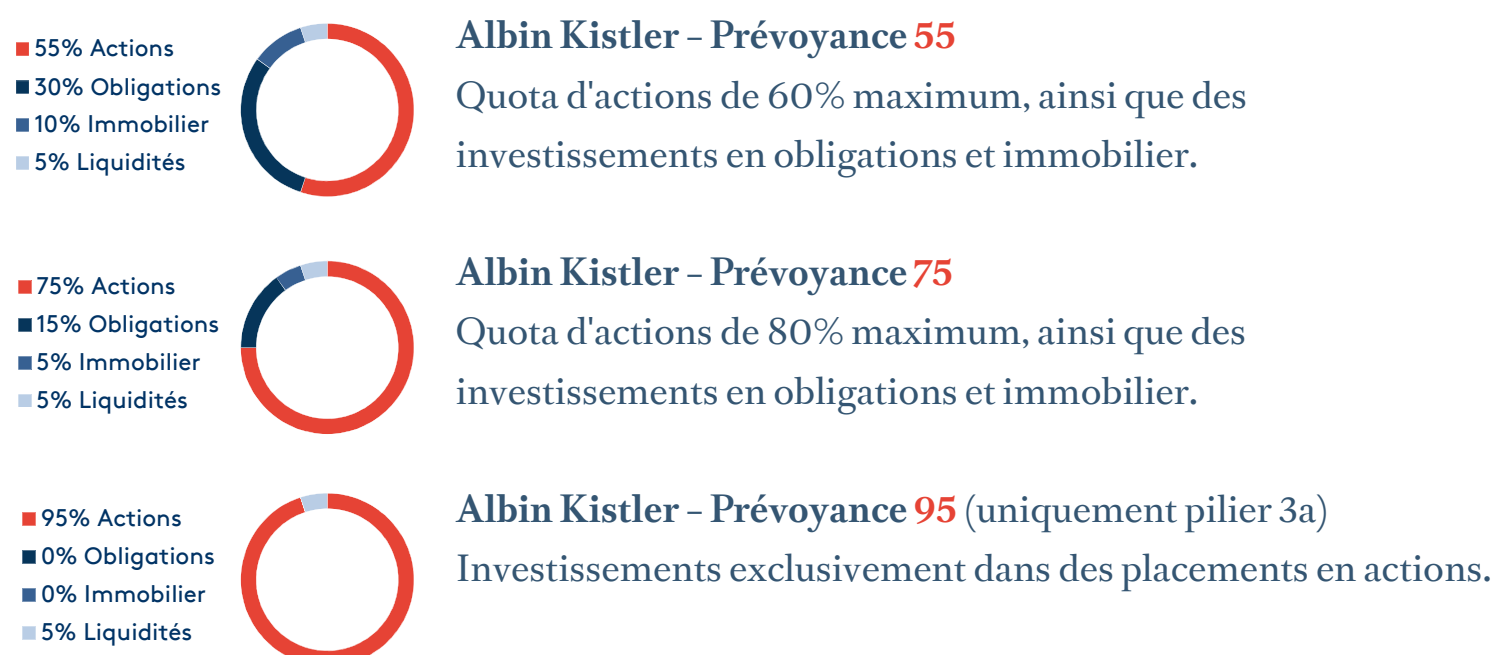 55% Actions
30% Obligations
10% Immobilier
5% Liquidités
Albin Kistler – Prévoyance 55
Quota d'actions de 60% maximum, ainsi que des
investissements en obligations et immobilier.
75% Actions
15% Obligations
5% Immobilier
5% Liquidités
Albin Kistler – Prévoyance 75
Quota d'actions de 80% maximum, ainsi que des
investissements en obligations et immobilier.
95% Actions
0% Obligations
0% Immobilier
5% Liquidités
Albin Kistler – Prévoyance 95 (uniquement pilier 3a)
Investissements exclusivement dans des placements en actions.